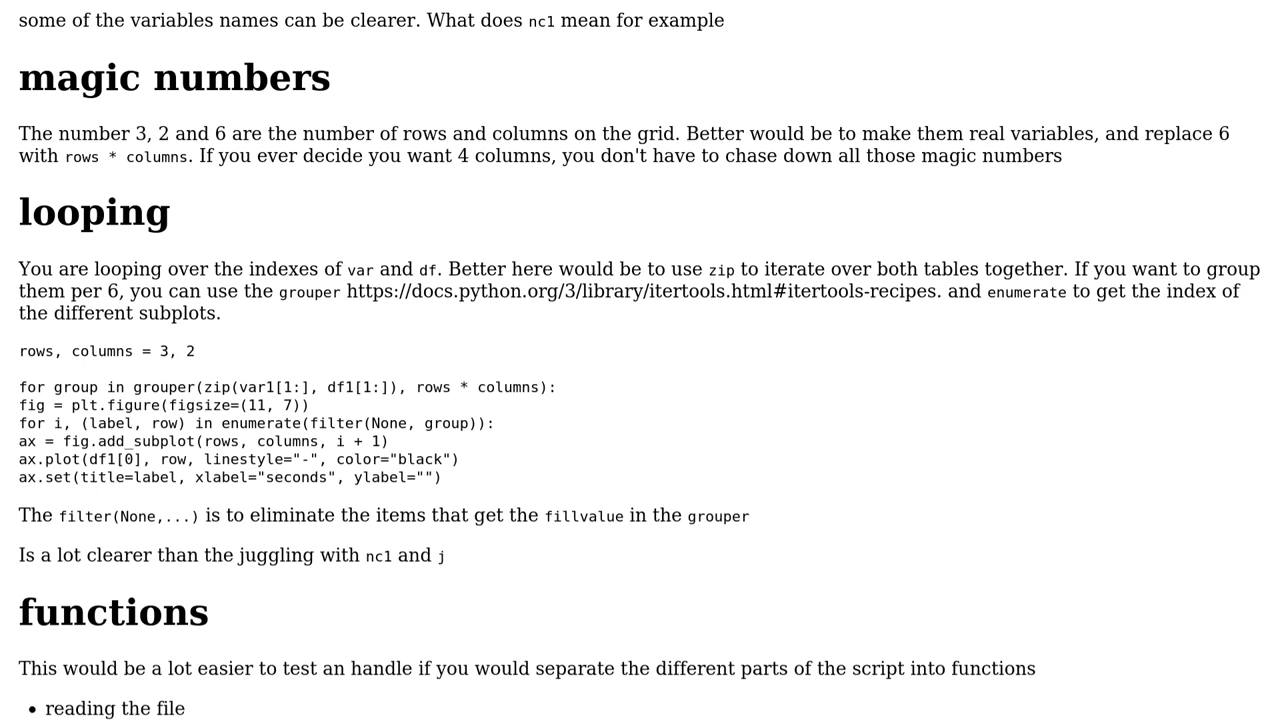 some of the variables names can be clearer. What does nc1 mean for example
magic numbers
The number 3, 2 and 6 are the number of rows and columns on the grid. Better would be to make them real variables, and replace 6
with rows * columns. If you ever decide you want 4 columns, you don't have to chase down all those magic numbers
looping
You are looping over the indexes of var and df. Better here would be to use zip to iterate over both tables together. If you want to group
them per 6, you can use the grouper https://docs.python.org/3/library/itertools.html#itertools-recipes. and enumerate to get the index of
the different subplots.
rows, columns = 3, 2
for group in grouper(zip(var1[1:], df1[1:]), rows * columns):
fig = plt.figure(figsize=(11, 7))
for i, (label, row) in enumerate(filter(None, group)):
ax = fig.add_subplot(rows, columns, i + 1)
ax.plot(df1[0], row, linestyle="-", color="black")
ax.set(title=label, xlabel="seconds", ylabel="")
The filter(None,...) is to eliminate the items that get the fillvalue in the grouper
Is a lot clearer than the juggling with nc1 and j
functions
This would be a lot easier to test an handle if you would separate the different parts of the script into functions
• reading the file